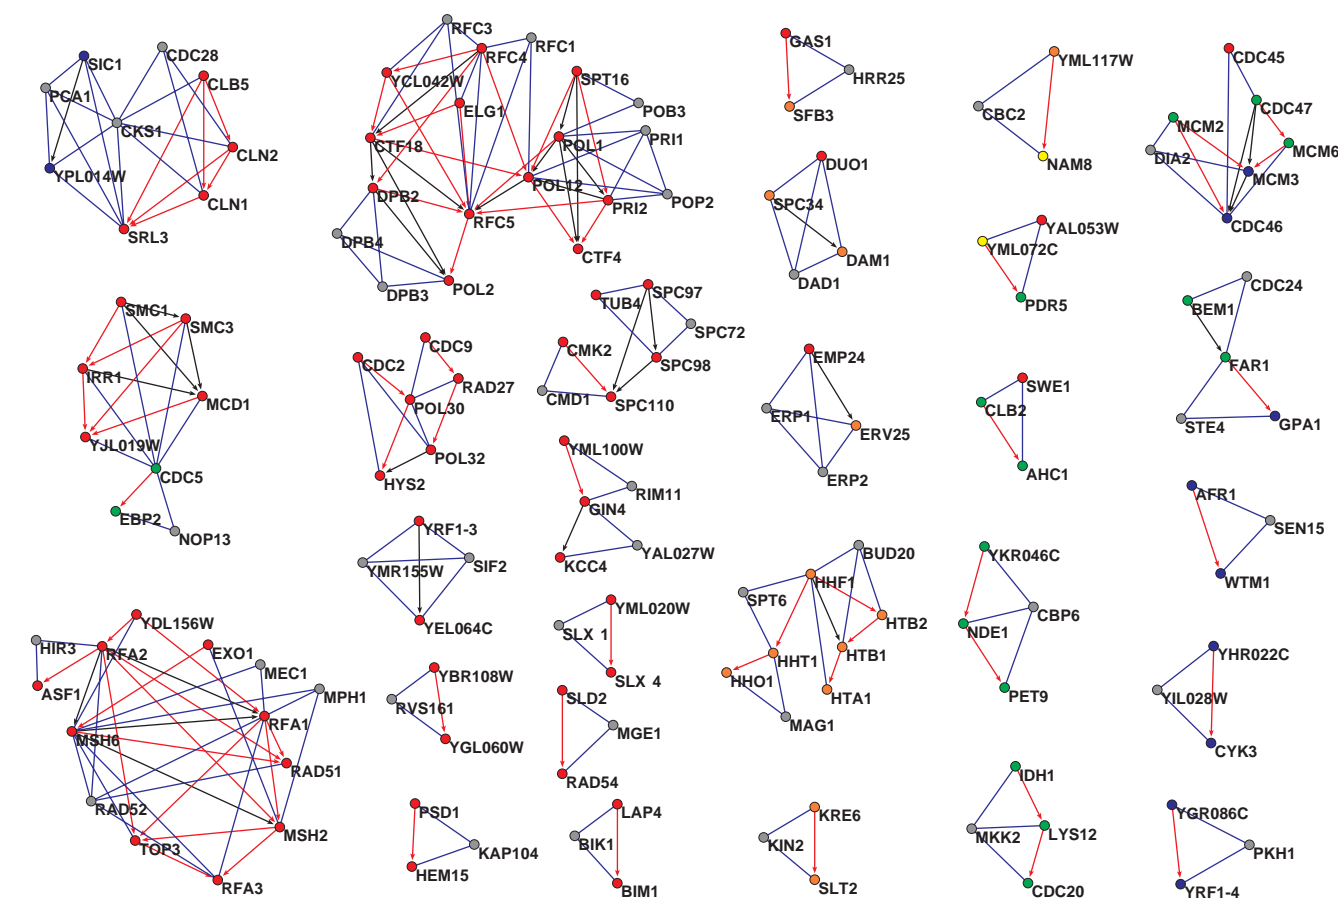 SIC1
CDC28
PCA1
CLB5
CKS1
CLN2
YPL014W
CLN1
SRL3
RFC3
RFC4
RFC1
YCL042W
SPT16
ELG1
POB3
CTF18
POL1
PRI1
DPB2
POL12
PRI2
POP2
RFC5
DPB4
CTF4
DPB3
POL2
GAS1
HRR25
SFB3
YML117W
CBC2
NAM8
CDC45
CDC47
MCM2
DIA2
MCM6
MCM3
CDC46
DUO1
SPC34
DAM1
DAD1
YAL053W
YML072C
PDR5
CDC24
BEM1
FAR1
STE4
GPA1
SMC1
SMC3
IRR1
MCD1
YJL019W
CDC5
EBP2
NOP13
CDC9
CDC2
RAD27
POL30
POL32
HYS2
SPC97
TUB4
SPC72
CMK2
SPC98
CMD1
SPC110
EMP24
ERP1
ERV25
ERP2
SWE1
CLB2
AHC1
YML100W
RIM11
GIN4
YAL027W
KCC4
YRF1-3
YMR155W
SIF2
YEL064C
AFR1
SEN15
WTM1
BUD20
HHF1
SPT6
HTB2
HHT1
HTB1
HHO1
HTA1
MAG1
YKR046C
CBP6
NDE1
PET9
YML020W
SLX 1
SLX 4
YDL156W
HIR3
RFA2
EXO1
MEC1
ASF1
MPH1
RFA1
MSH6
RAD51
RAD52
MSH2
TOP3
RFA3
YBR108W
RVS161
YGL060W
SLD2
MGE1
RAD54
YHR022C
YIL028W
CYK3
PSD1
KAP104
HEM15
LAP4
BIK1
BIM1
KRE6
KIN2
SLT2
IDH1
MKK2
LYS12
CDC20
YGR086C
PKH1
YRF1-4